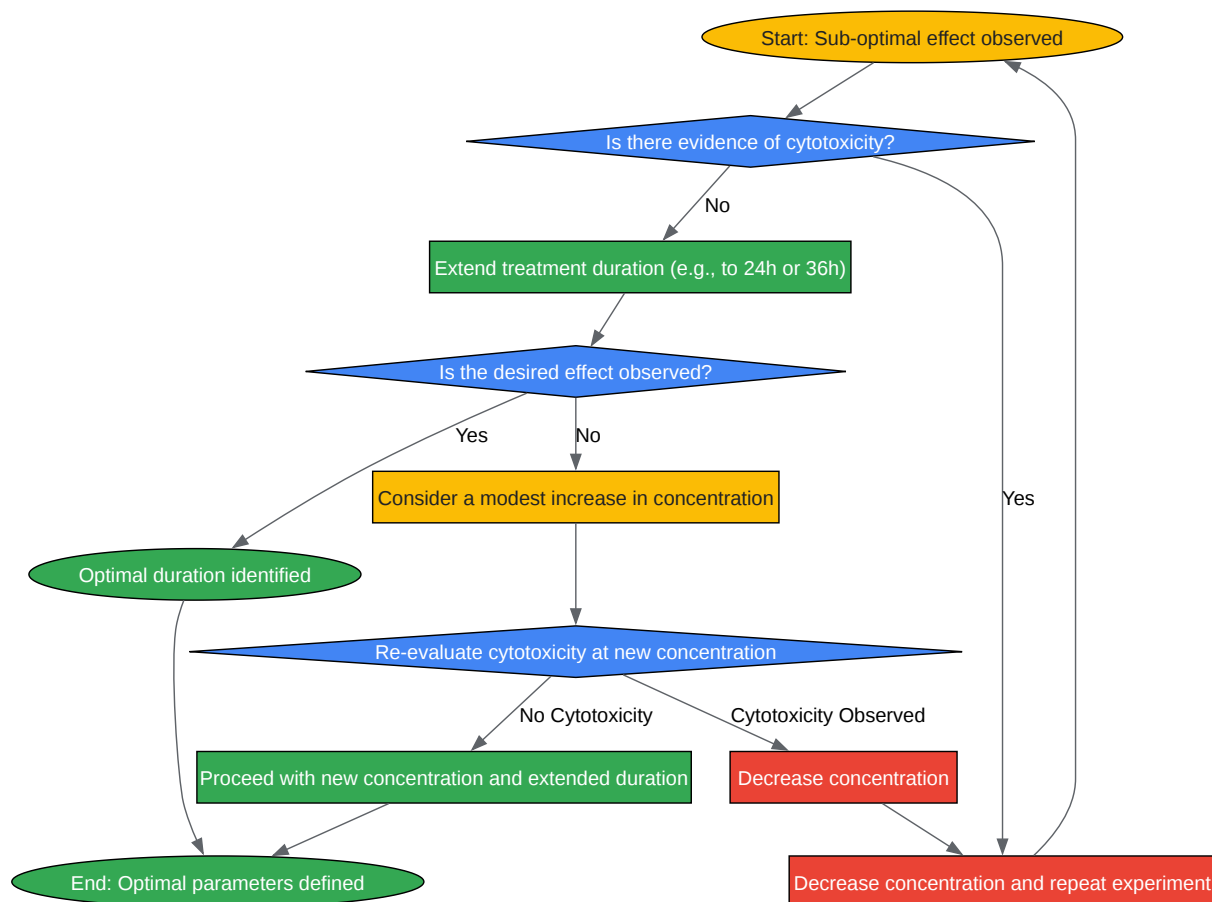 Start: Sub-optimal effect observed
Is there evidence of cytotoxicity?
No
Extend treatment duration (e.g., to 24h or 36h)
Is the desired effect observed?
Yes
No
Consider a modest increase in concentration
Yes
Optimal duration identified
Re-evaluate cytotoxicity at new concentration
No Cytotoxicity
Cytotoxicity Observed
Proceed with new concentration and extended duration
Decrease concentration
End: Optimal parameters defined
Decrease concentration and repeat experiment